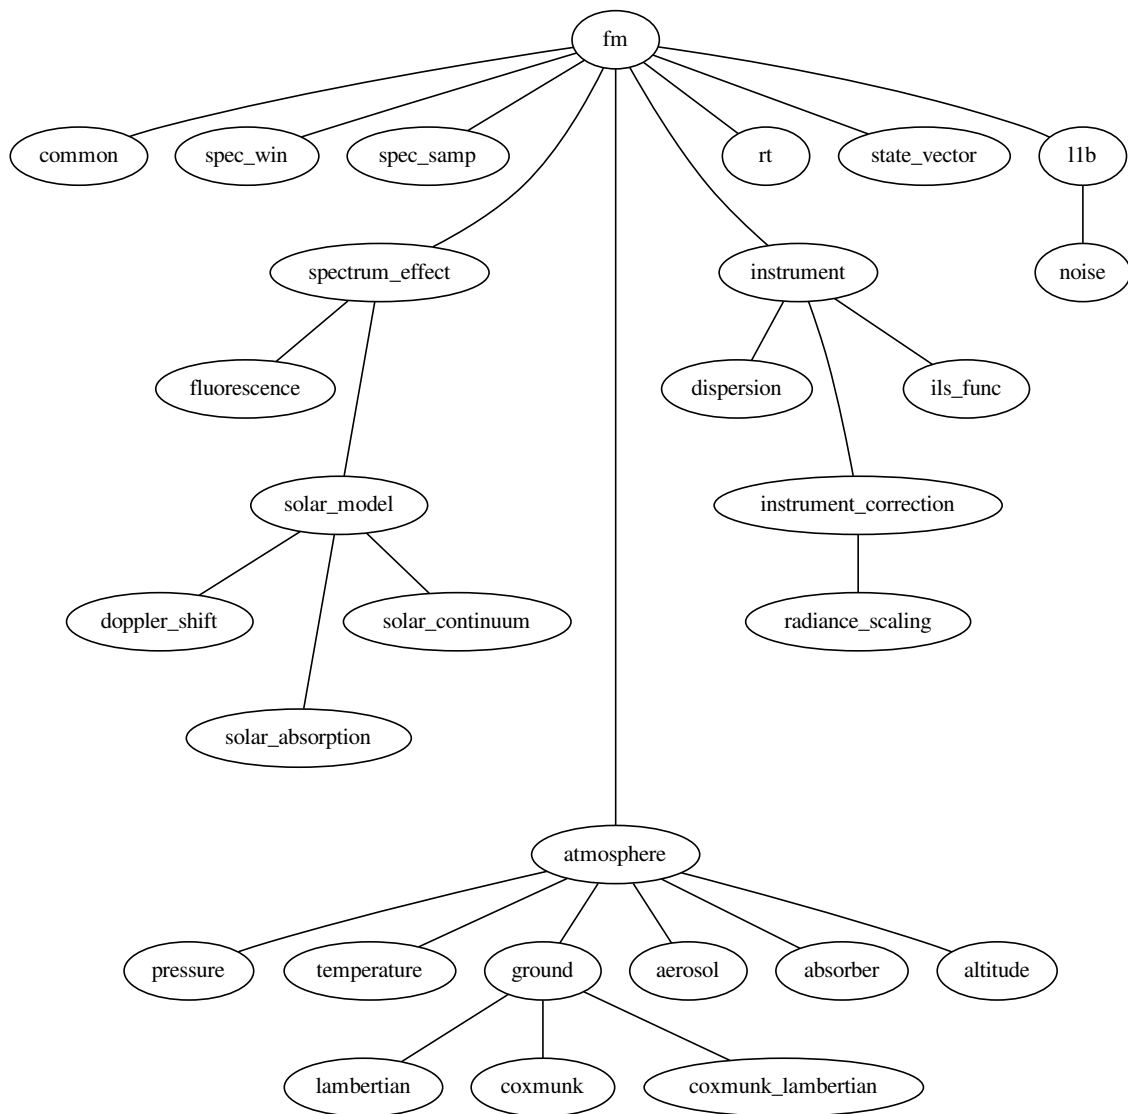 fm
common
spec_win
spec_samp
rt
state_vector
l1b
spectrum_effect
instrument
noise
fluorescence
dispersion
ils_func
solar_model
instrument_correction
doppler_shift
solar_continuum
radiance_scaling
solar_absorption
atmosphere
pressure
temperature
ground
aerosol
absorber
altitude
lambertian
coxmunk
coxmunk_lambertian